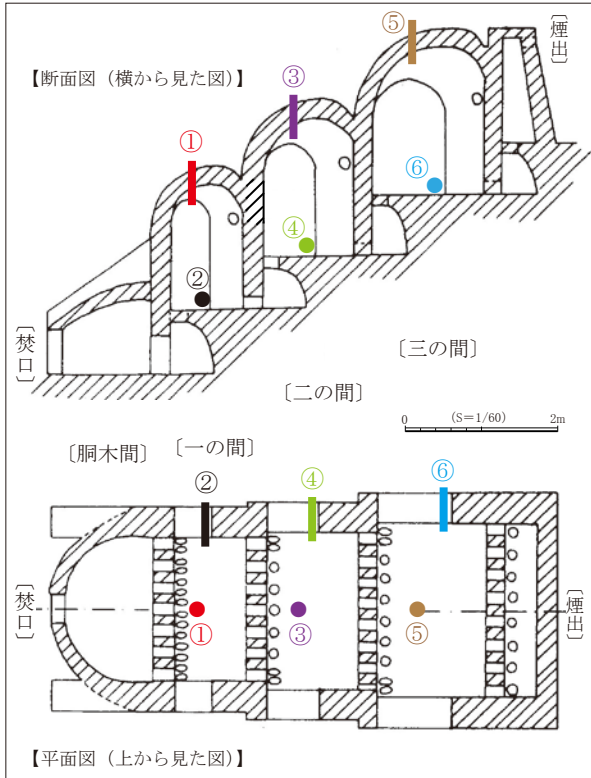 ⑤
〔煙出〕
【断面図（横から見た図）】
③
①
⑥
④
②
〔焚口〕
〔三の間〕
〔二の間〕
0 (S＝1/60) 2m
〔胴木間〕 〔一の間〕
② ④ ⑥
〔焚口〕
① ③ ⑤
〔煙出〕
【平面図（上から見た図）】